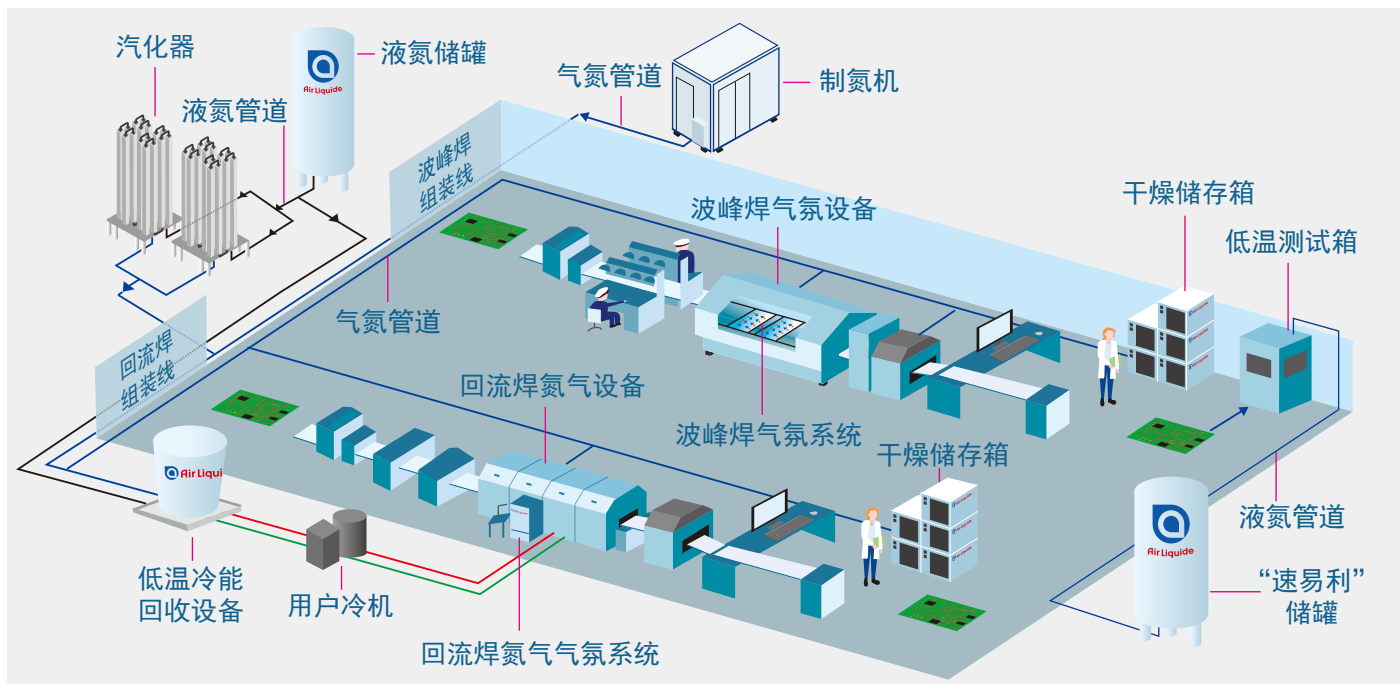 汽化器
液氮储罐
Air Liquide
液氮管道
气氮管道
制氮机
波峰焊
组装线
波峰焊气氛设备
干燥储存箱
低温测试箱
气氮管道
回流焊
组装线
回流焊氮气设备
波峰焊气氛系统
干燥储存箱
Air Liqui
液氮管道
Air Liquide
低温冷能
回收设备
用户冷机
“速易利”
储罐
回流焊氮气气氛系统